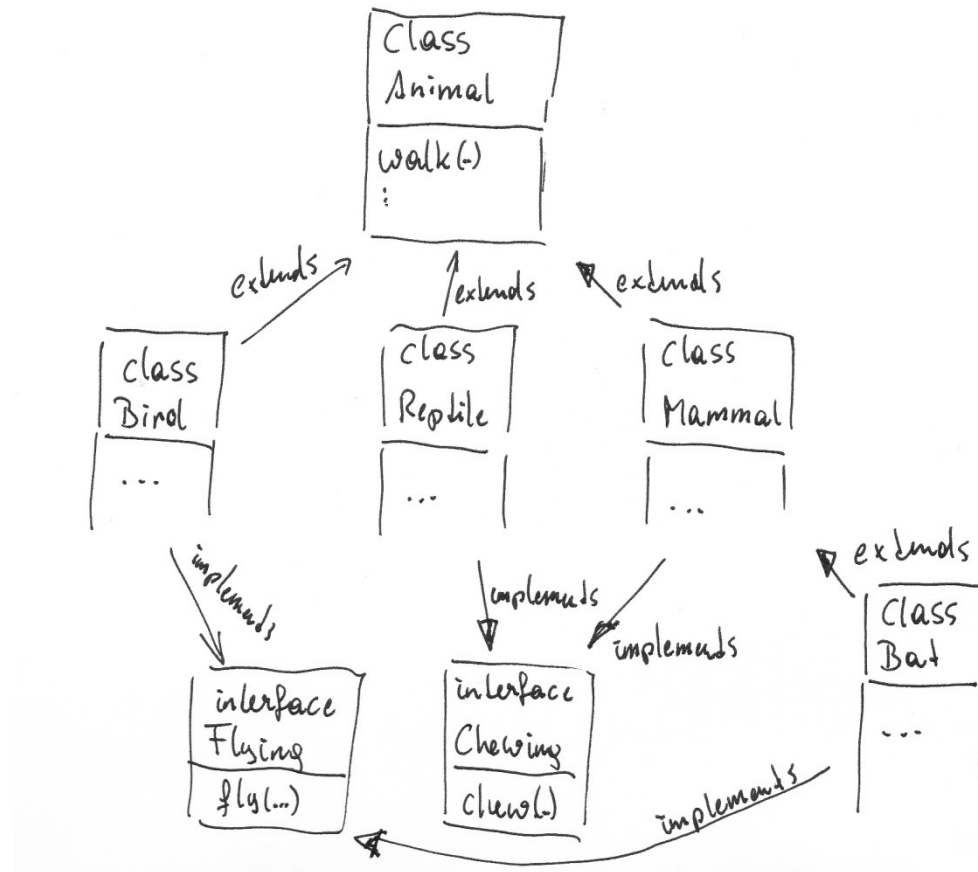 Class
Animal
walk(..)
:
extends
extends
extends
class
Bird
...
class
Reptile
...
class
Mammal
...
implements
implements
implements
extends
Class
Bat
...
interface
Flying
fly(...)
interface
Chewing
chew(..)
implements